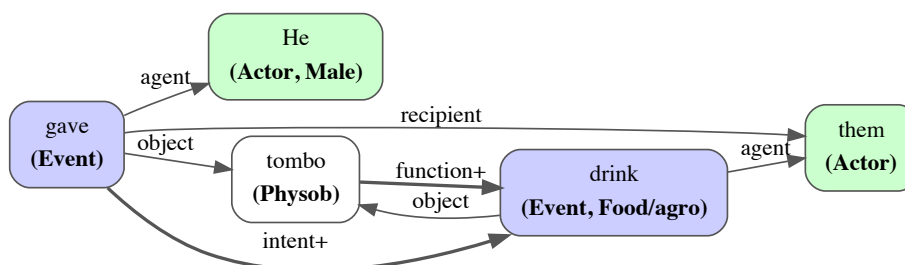 He
(Actor, Male)
agent
gave
(Event)
recipient
them
(Actor)
object
tombo
(Physob)
function+
drink
(Event, Food/agro)
agent
object
intent+